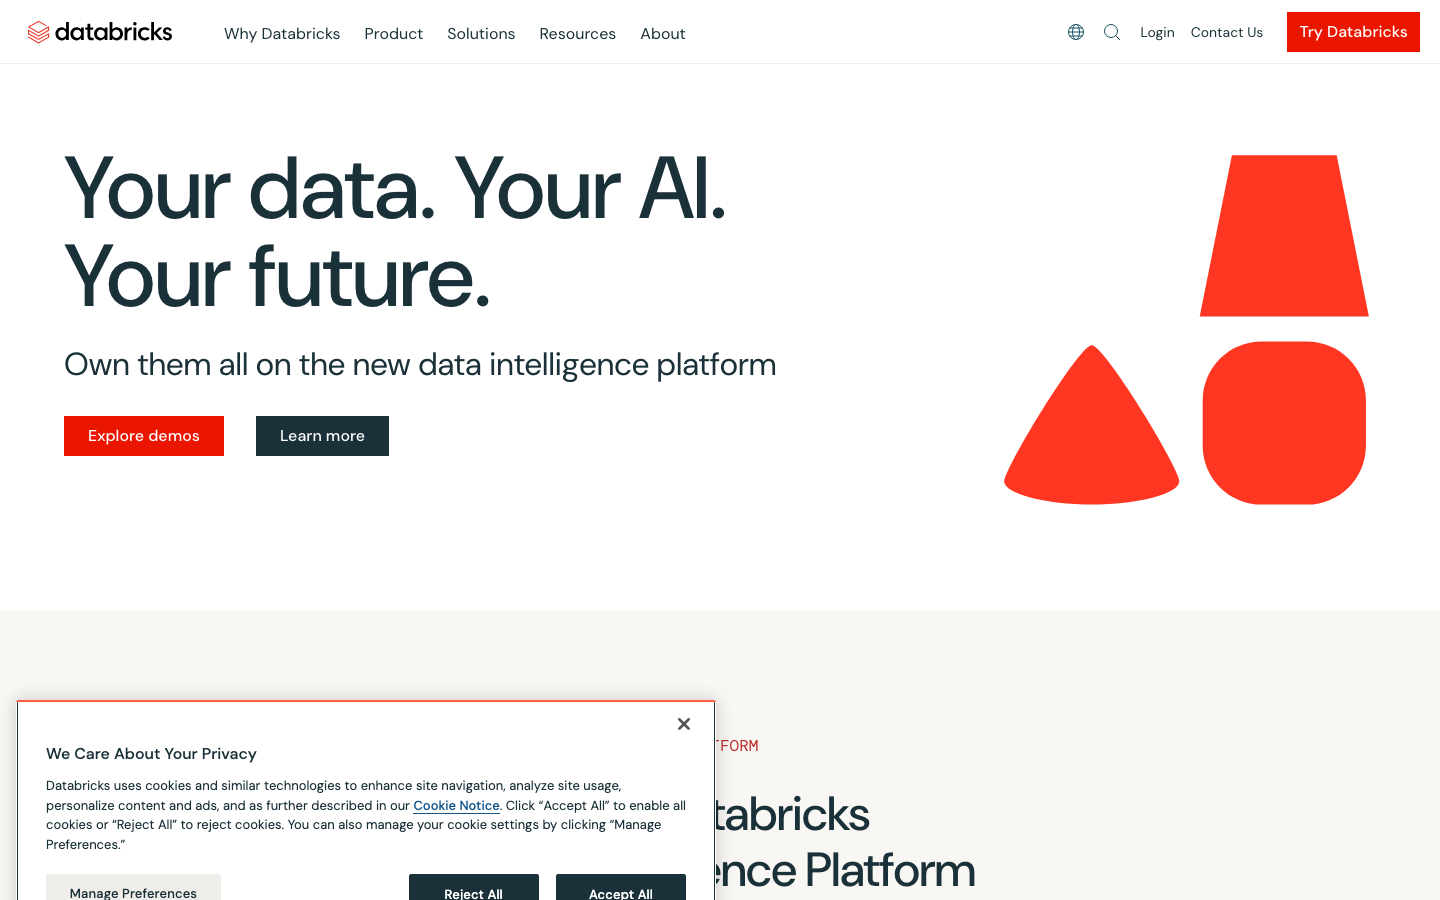 databricks
Why Databricks Product Solutions Resources About
Login Contact Us Try Databricks
Your data. Your AI.
Your future.
Own them all on the new data intelligence platform
Explore demos Learn more
TFORM
tabricks
ence Platform
We Care About Your Privacy
Databricks uses cookies and similar technologies to enhance site navigation, analyze site usage,
personalize content and ads, and as further described in our Cookie Notice. Click “Accept All” to enable all
cookies or “Reject All” to reject cookies. You can also manage your cookie settings by clicking “Manage
Preferences.”
Manage Preferences Reject All Accept All